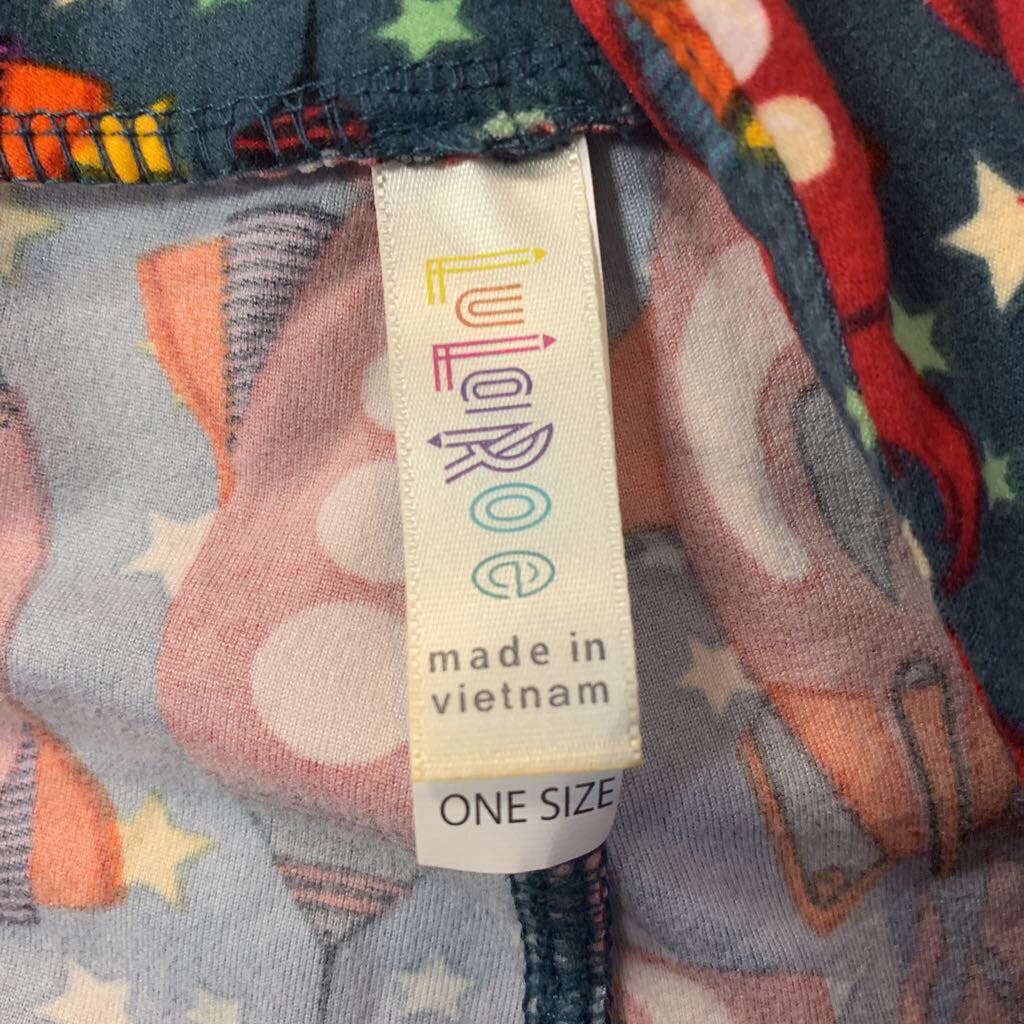 LuLaRoe
made in
vietnam
ONE SIZE